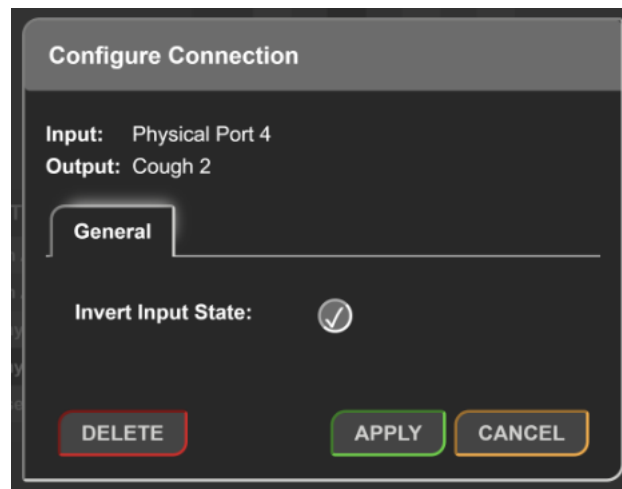 Configure Connection
Input: Physical Port 4
Output: Cough 2
General
Invert Input State:
DELETE APPLY CANCEL